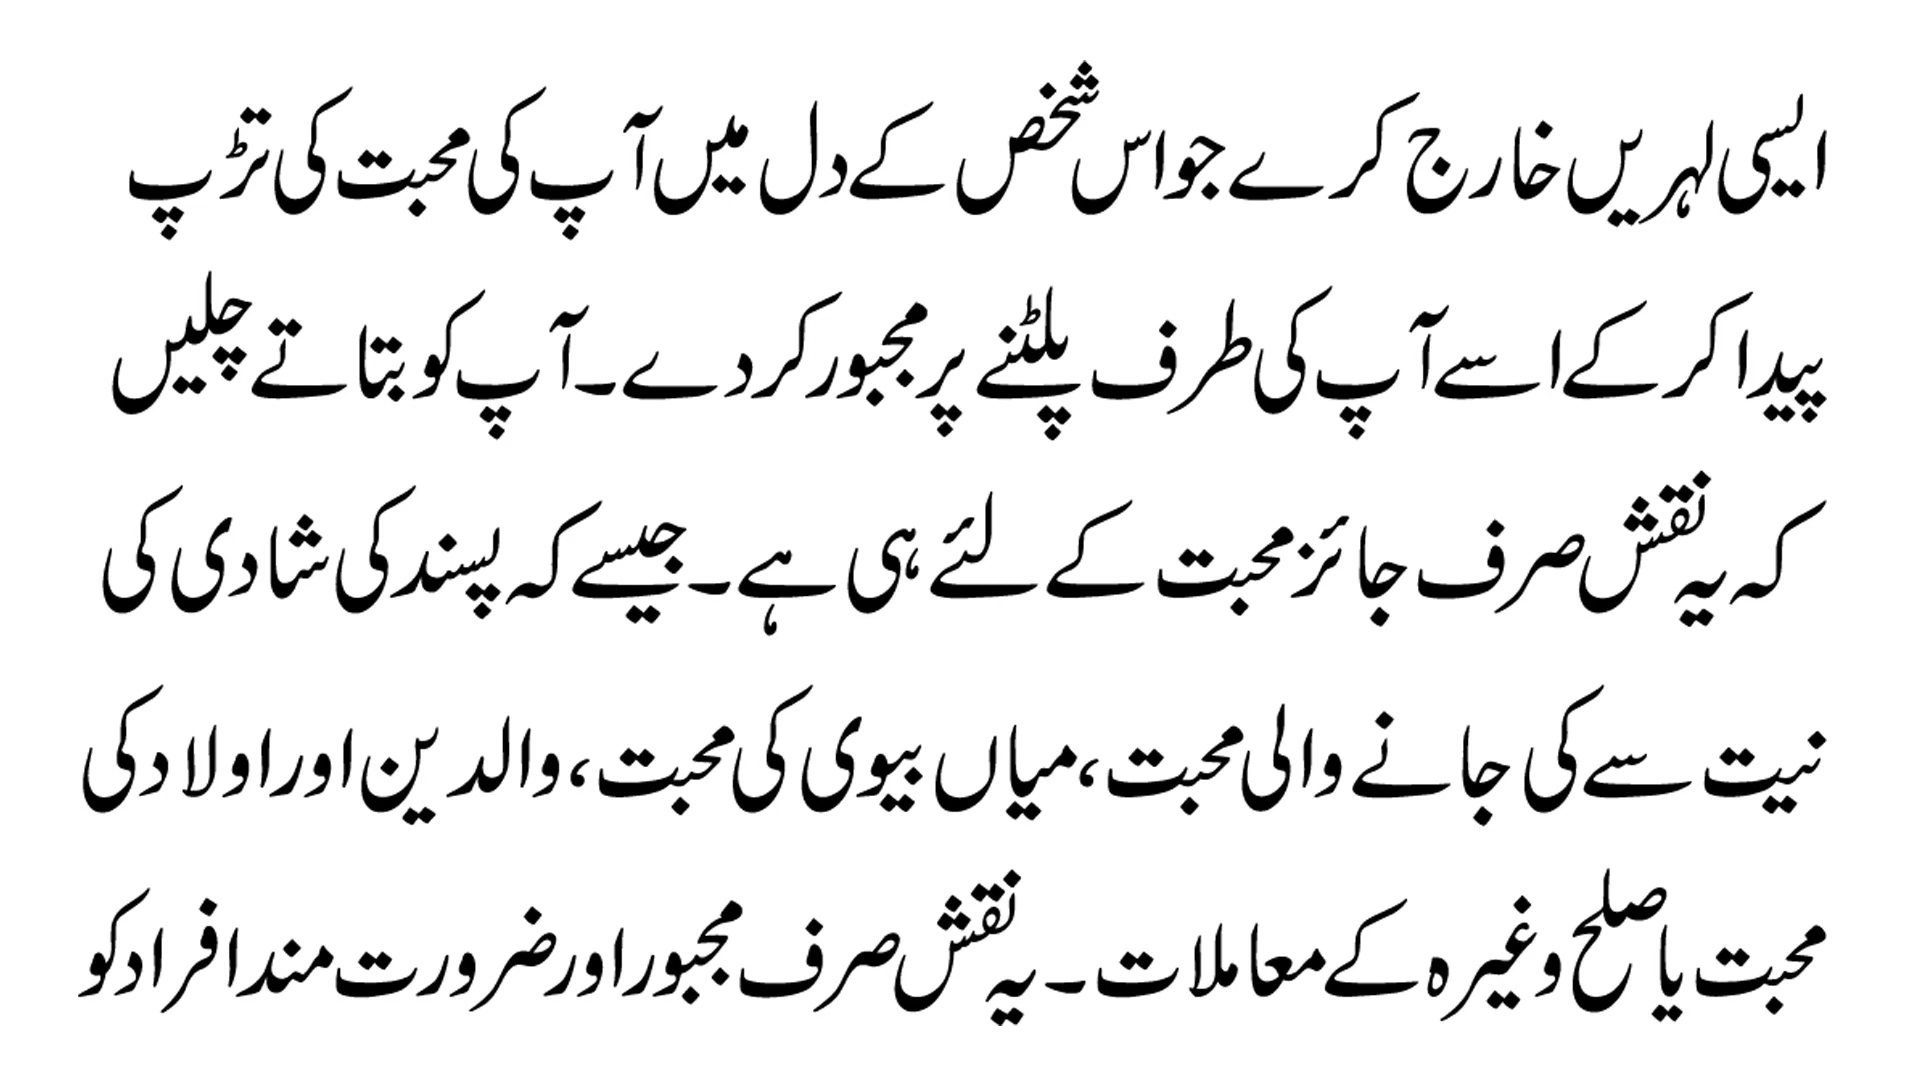 ایسی لہریں خارج کرے جو اس شخص کے دل میں آپ کی محبت کی تڑپ
پیدا کر کے اسے آپ کی طرف پلٹنے پر مجبور کر دے۔ آپ کو بتاتے چلیں
کہ یہ نقش صرف جائز محبت کے لئے ہی ہے۔ جیسے کہ پسند کی شادی کی
نیت سے کی جانے والی محبت، میاں بیوی کی محبت، والدین اور اولاد کی
محبت یا صلح وغیرہ کے معاملات۔ یہ نقش صرف مجبور اور ضرورت مند افراد کو